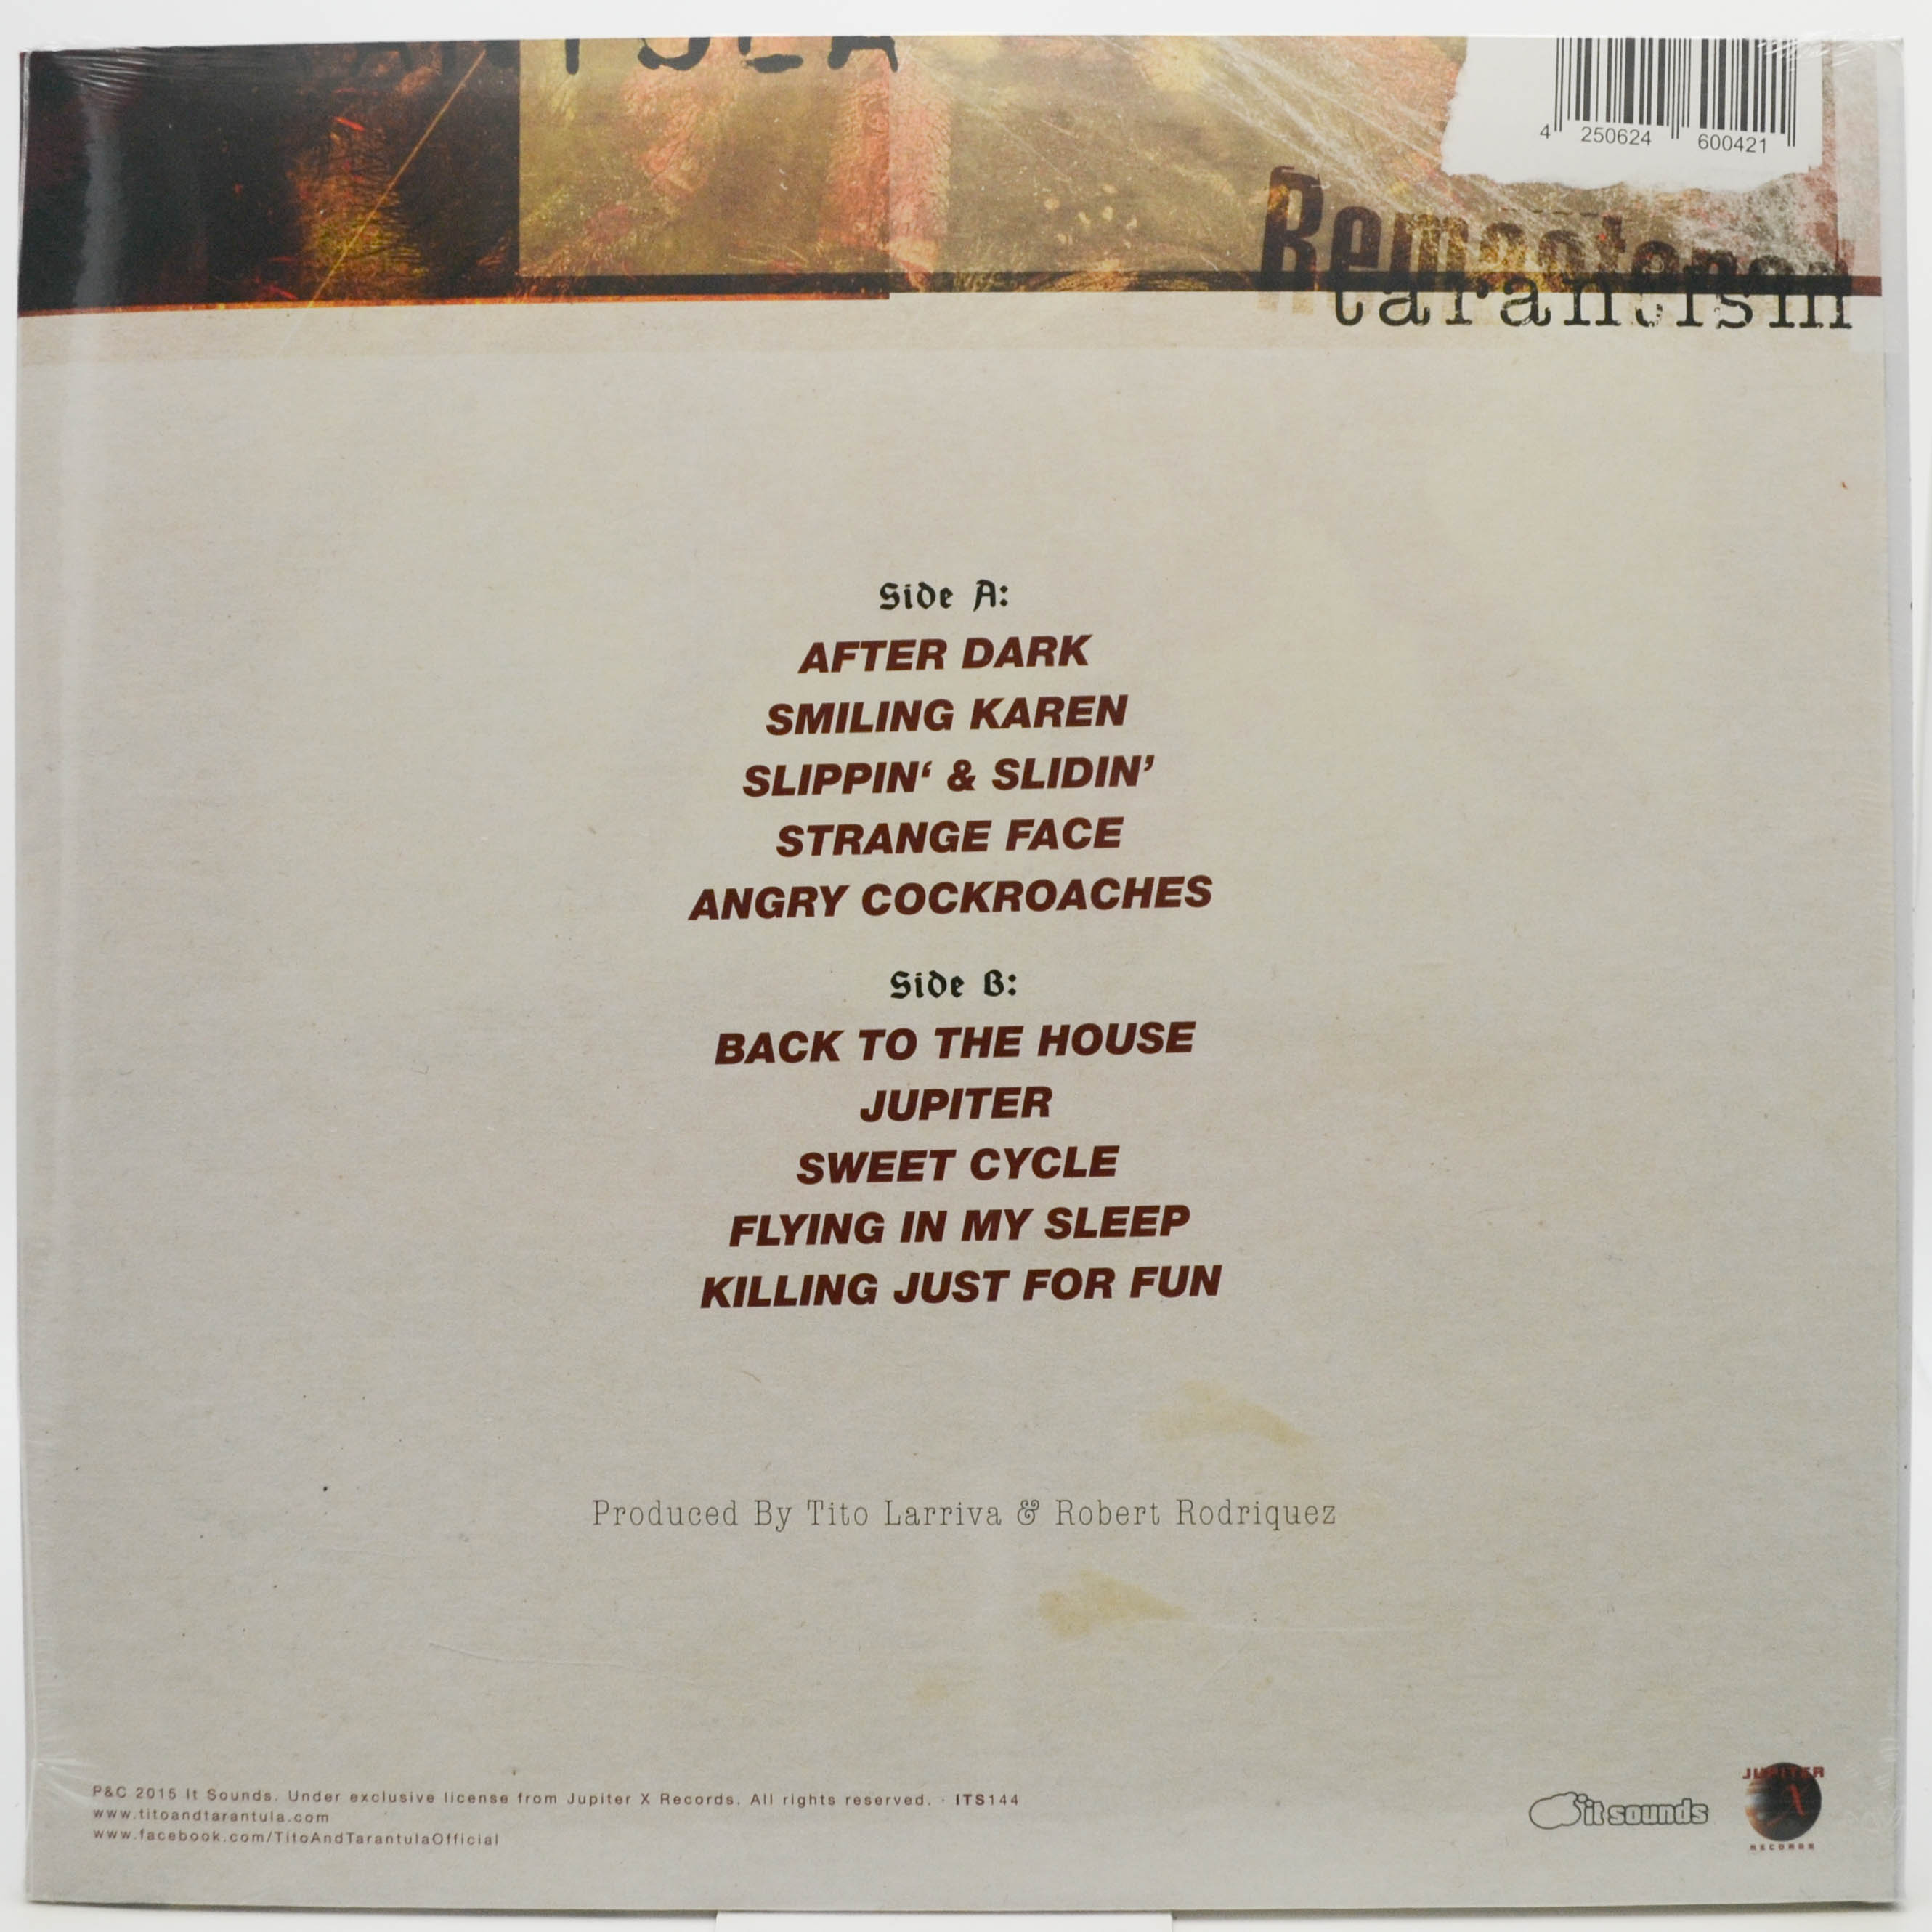 4 250624 600421
Remastered
tarantism
Side A:
AFTER DARK
SMILING KAREN
SLIPPIN‘ & SLIDIN’
STRANGE FACE
ANGRY COCKROACHES
Side B:
BACK TO THE HOUSE
JUPITER
SWEET CYCLE
FLYING IN MY SLEEP
KILLING JUST FOR FUN
Produced By Tito Larriva & Robert Rodriquez
P&C 2015 It Sounds. Under exclusive license from Jupiter X Records. All rights reserved. · ITS144
www.titoandtarantula.com
www.facebook.com/TitoAndTarantulaOfficial
it sounds
JUPITER
X
RECORDS